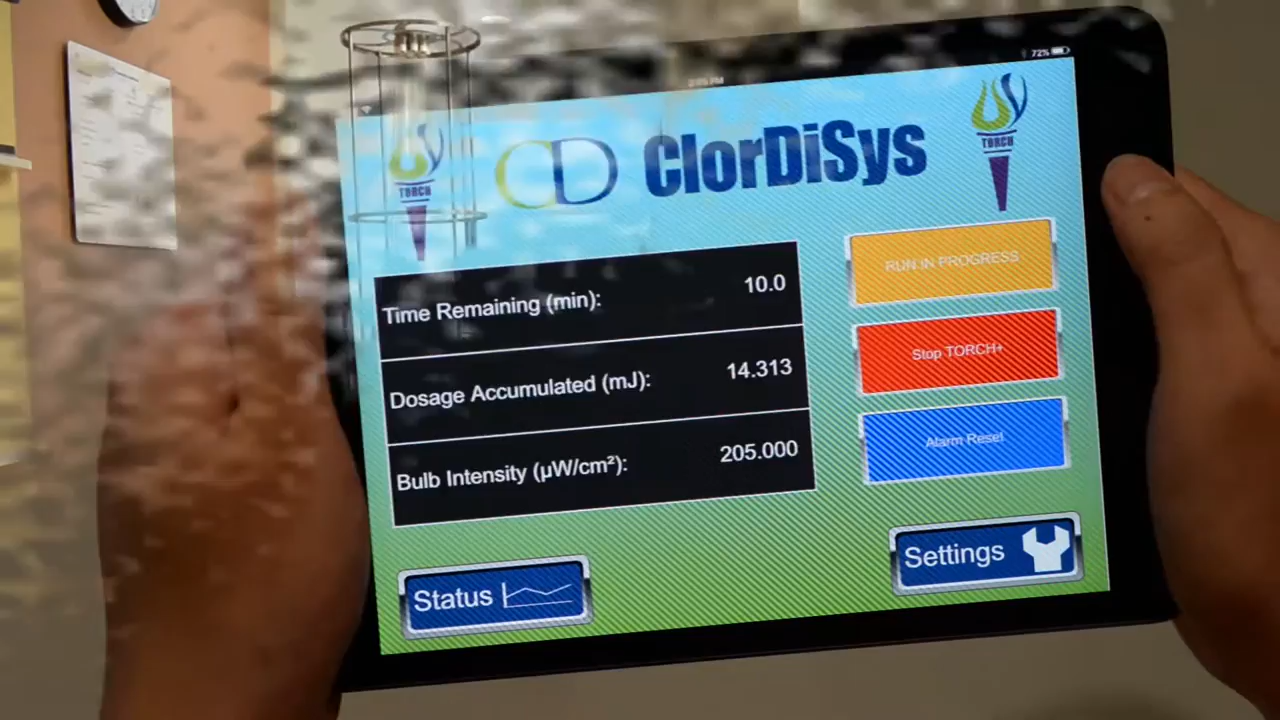 72%
TORCH
CD ClorDiSys
TORCH
Time Remaining (min): 10.0
Dosage Accumulated (mJ): 14.313
Bulb Intensity (µW/cm²): 205.000
RUN IN PROGRESS
Stop TORCH+
Alarm Reset
Status
Settings